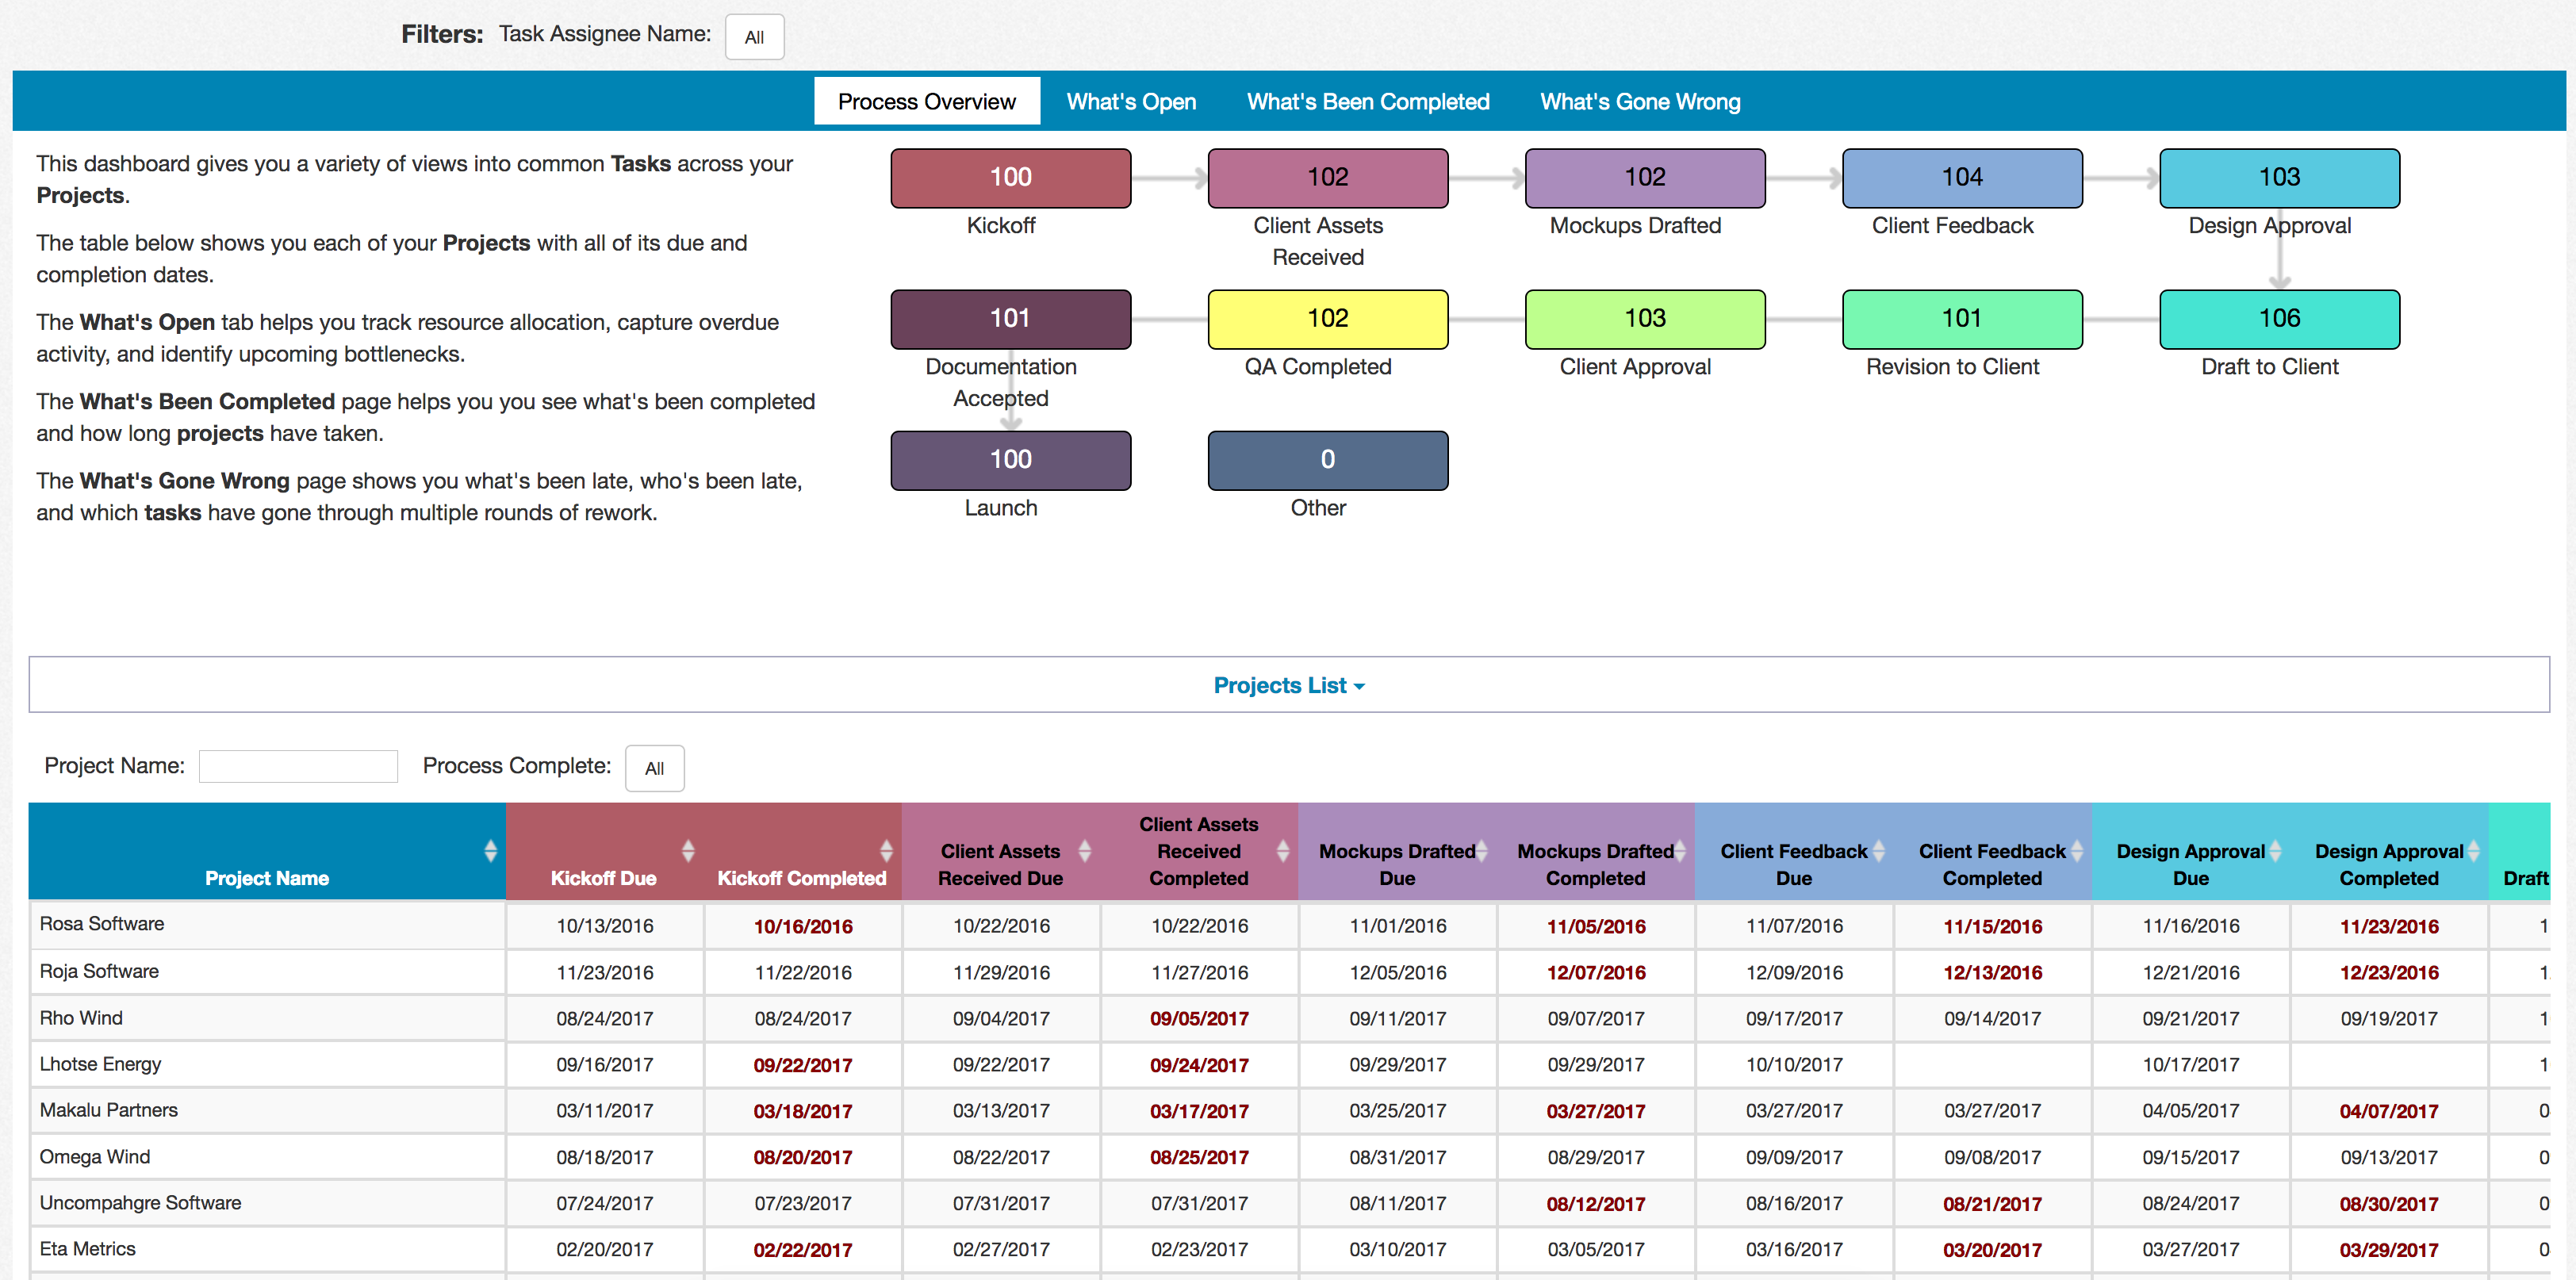 Filters: Task Assignee Name: All
Process Overview What's Open What's Been Completed What's Gone Wrong
This dashboard gives you a variety of views into common Tasks across your
Projects.
The table below shows you each of your Projects with all of its due and
completion dates.
The What's Open tab helps you track resource allocation, capture overdue
activity, and identify upcoming bottlenecks.
The What's Been Completed page helps you you see what's been completed
and how long projects have taken.
The What's Gone Wrong page shows you what's been late, who's been late,
and which tasks have gone through multiple rounds of rework.
100 102 102 104 103
Kickoff Client Assets Mockups Drafted Client Feedback Design Approval
Received
101 102 103 101 106
Documentation QA Completed Client Approval Revision to Client Draft to Client
Accepted
100 0
Launch Other
Projects List
Project Name: Process Complete: All
Client Assets
Client Assets Received Mockups Drafted Mockups Drafted Client Feedback Client Feedback Design Approval Design Approval
Project Name Kickoff Due Kickoff Completed Received Due Completed Due Completed Due Completed Due Completed Draft
Rosa Software 10/13/2016 10/16/2016 10/22/2016 10/22/2016 11/01/2016 11/05/2016 11/07/2016 11/15/2016 11/16/2016 11/23/2016 1
Roja Software 11/23/2016 11/22/2016 11/29/2016 11/27/2016 12/05/2016 12/07/2016 12/09/2016 12/13/2016 12/21/2016 12/23/2016 1
Rho Wind 08/24/2017 08/24/2017 09/04/2017 09/05/2017 09/11/2017 09/07/2017 09/17/2017 09/14/2017 09/21/2017 09/19/2017 1
Lhotse Energy 09/16/2017 09/22/2017 09/22/2017 09/24/2017 09/29/2017 09/29/2017 10/10/2017 10/17/2017 1
Makalu Partners 03/11/2017 03/18/2017 03/13/2017 03/17/2017 03/25/2017 03/27/2017 03/27/2017 03/27/2017 04/05/2017 04/07/2017 0
Omega Wind 08/18/2017 08/20/2017 08/22/2017 08/25/2017 08/31/2017 08/29/2017 09/09/2017 09/08/2017 09/15/2017 09/13/2017 0
Uncompahgre Software 07/24/2017 07/23/2017 07/31/2017 07/31/2017 08/11/2017 08/12/2017 08/16/2017 08/21/2017 08/24/2017 08/30/2017 0
Eta Metrics 02/20/2017 02/22/2017 02/27/2017 02/23/2017 03/10/2017 03/05/2017 03/16/2017 03/20/2017 03/27/2017 03/29/2017 0